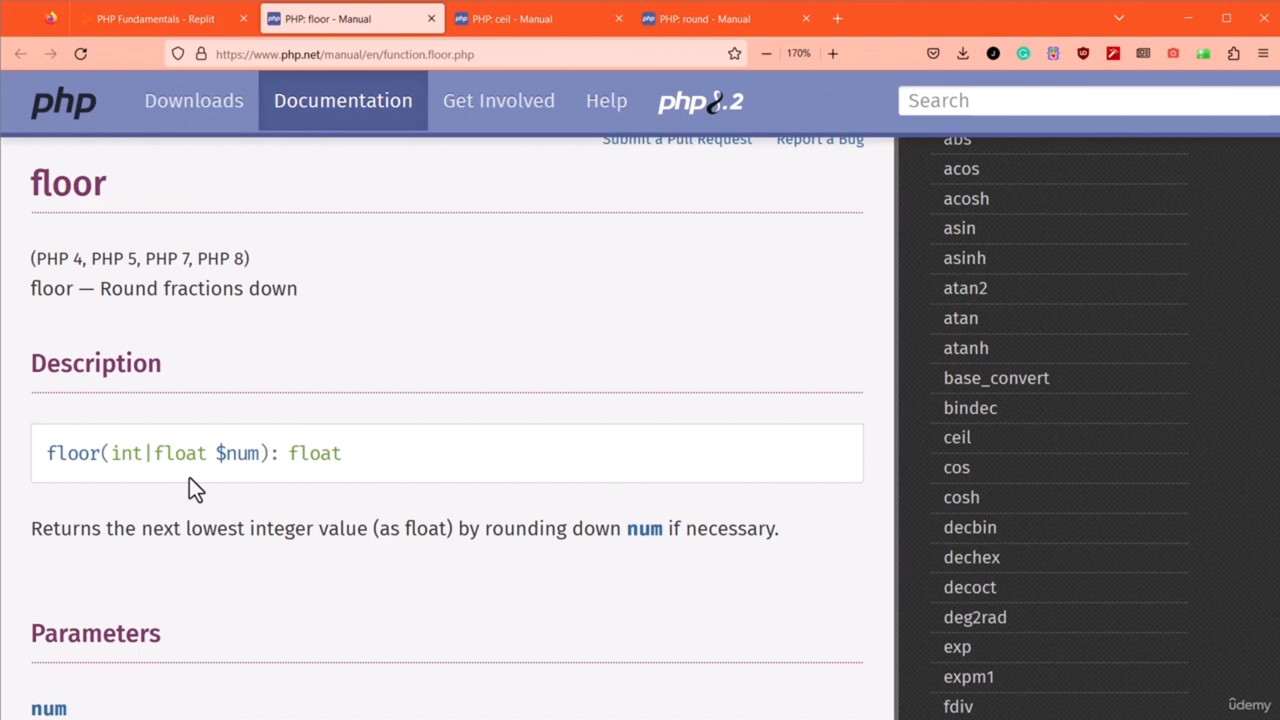 PHP Fundamentals - Replit
PHP: floor - Manual
PHP: ceil - Manual
PHP: round - Manual
https://www.php.net/manual/en/function.floor.php
170%
php
Downloads
Documentation
Get Involved
Help
php8.2
Search
Submit a Pull Request
Report a Bug
floor
(PHP 4, PHP 5, PHP 7, PHP 8)
floor — Round fractions down
Description
floor(int|float $num): float
Returns the next lowest integer value (as float) by rounding down num if necessary.
Parameters
num
abs
acos
acosh
asin
asinh
atan2
atan
atanh
base_convert
bindec
ceil
cos
cosh
decbin
dechex
decoct
deg2rad
exp
expm1
fdiv
ûdemy